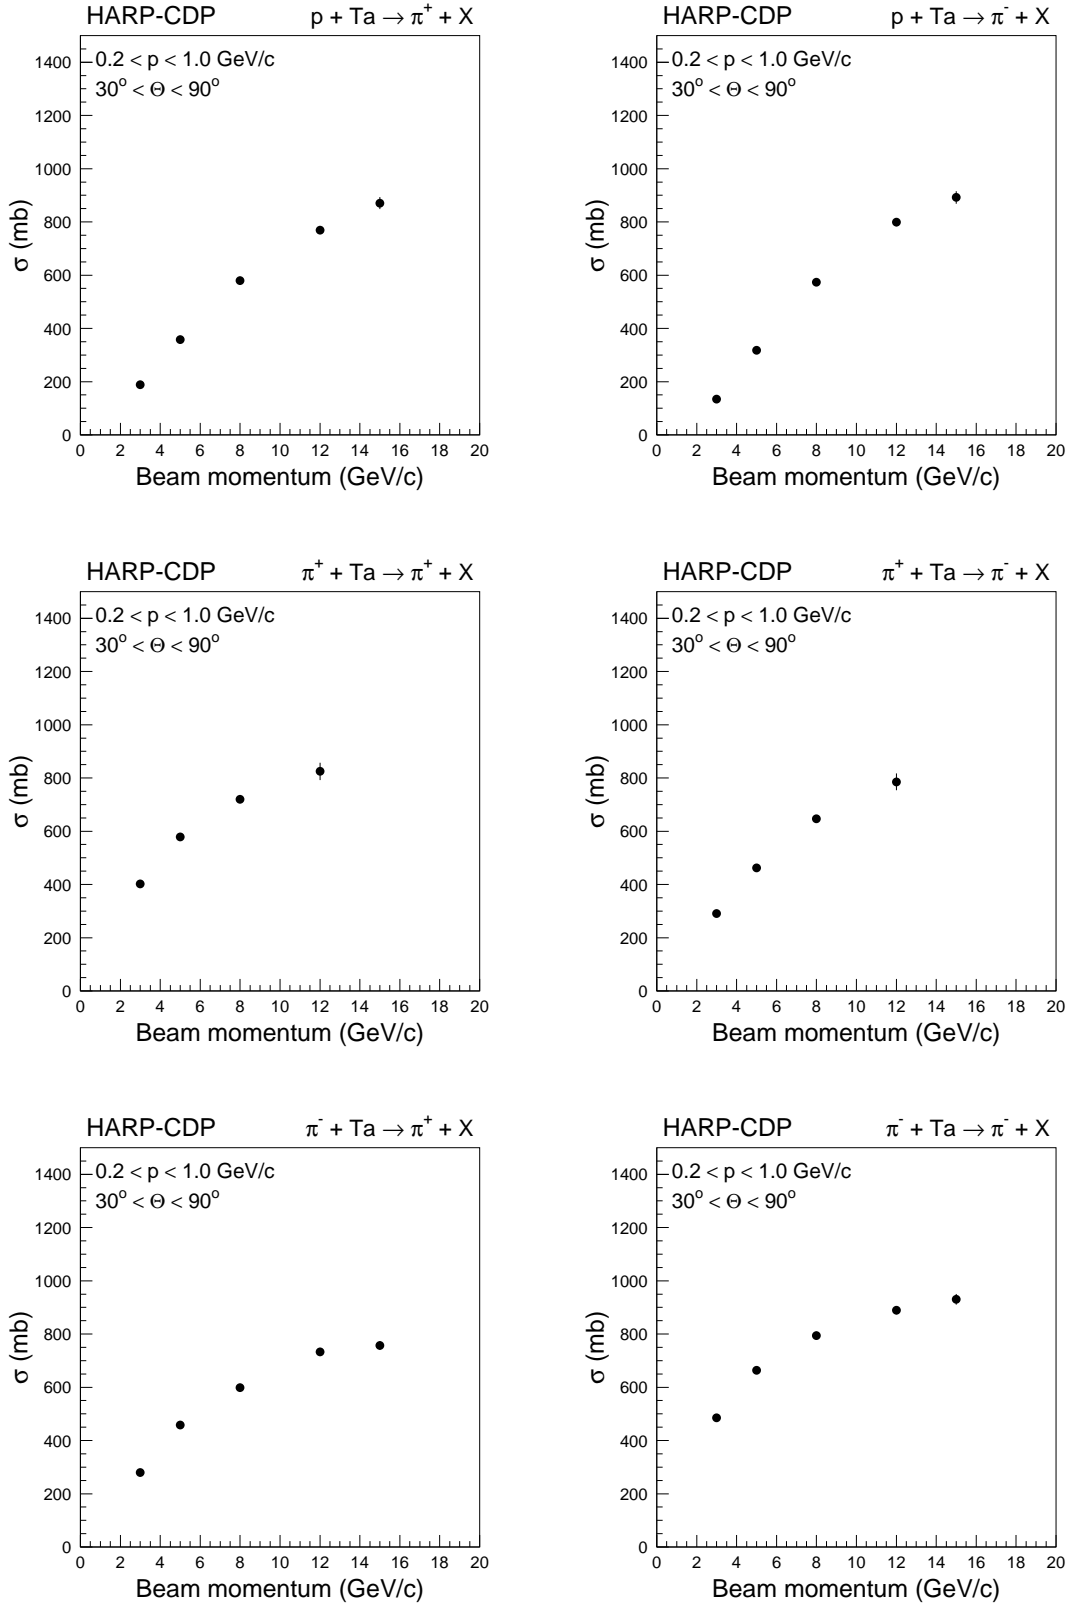 HARP-CDP p + Ta → π⁺ + X
0.2 < p < 1.0 GeV/c
30° < Θ < 90°
σ (mb)
1400
1200
1000
800
600
400
200
0
0 2 4 6 8 10 12 14 16 18 20
Beam momentum (GeV/c)
HARP-CDP p + Ta → π⁻ + X
0.2 < p < 1.0 GeV/c
30° < Θ < 90°
σ (mb)
1400
1200
1000
800
600
400
200
0
0 2 4 6 8 10 12 14 16 18 20
Beam momentum (GeV/c)
HARP-CDP π⁺ + Ta → π⁺ + X
0.2 < p < 1.0 GeV/c
30° < Θ < 90°
σ (mb)
1400
1200
1000
800
600
400
200
0
0 2 4 6 8 10 12 14 16 18 20
Beam momentum (GeV/c)
HARP-CDP π⁺ + Ta → π⁻ + X
0.2 < p < 1.0 GeV/c
30° < Θ < 90°
σ (mb)
1400
1200
1000
800
600
400
200
0
0 2 4 6 8 10 12 14 16 18 20
Beam momentum (GeV/c)
HARP-CDP π⁻ + Ta → π⁺ + X
0.2 < p < 1.0 GeV/c
30° < Θ < 90°
σ (mb)
1400
1200
1000
800
600
400
200
0
0 2 4 6 8 10 12 14 16 18 20
Beam momentum (GeV/c)
HARP-CDP π⁻ + Ta → π⁻ + X
0.2 < p < 1.0 GeV/c
30° < Θ < 90°
σ (mb)
1400
1200
1000
800
600
400
200
0
0 2 4 6 8 10 12 14 16 18 20
Beam momentum (GeV/c)